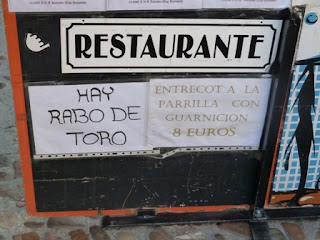 RESTAURANTE
HAY
RABO DE
TORO
ENTRECOT A LA
PARRILLA CON
GUARNICION
8 EUROS